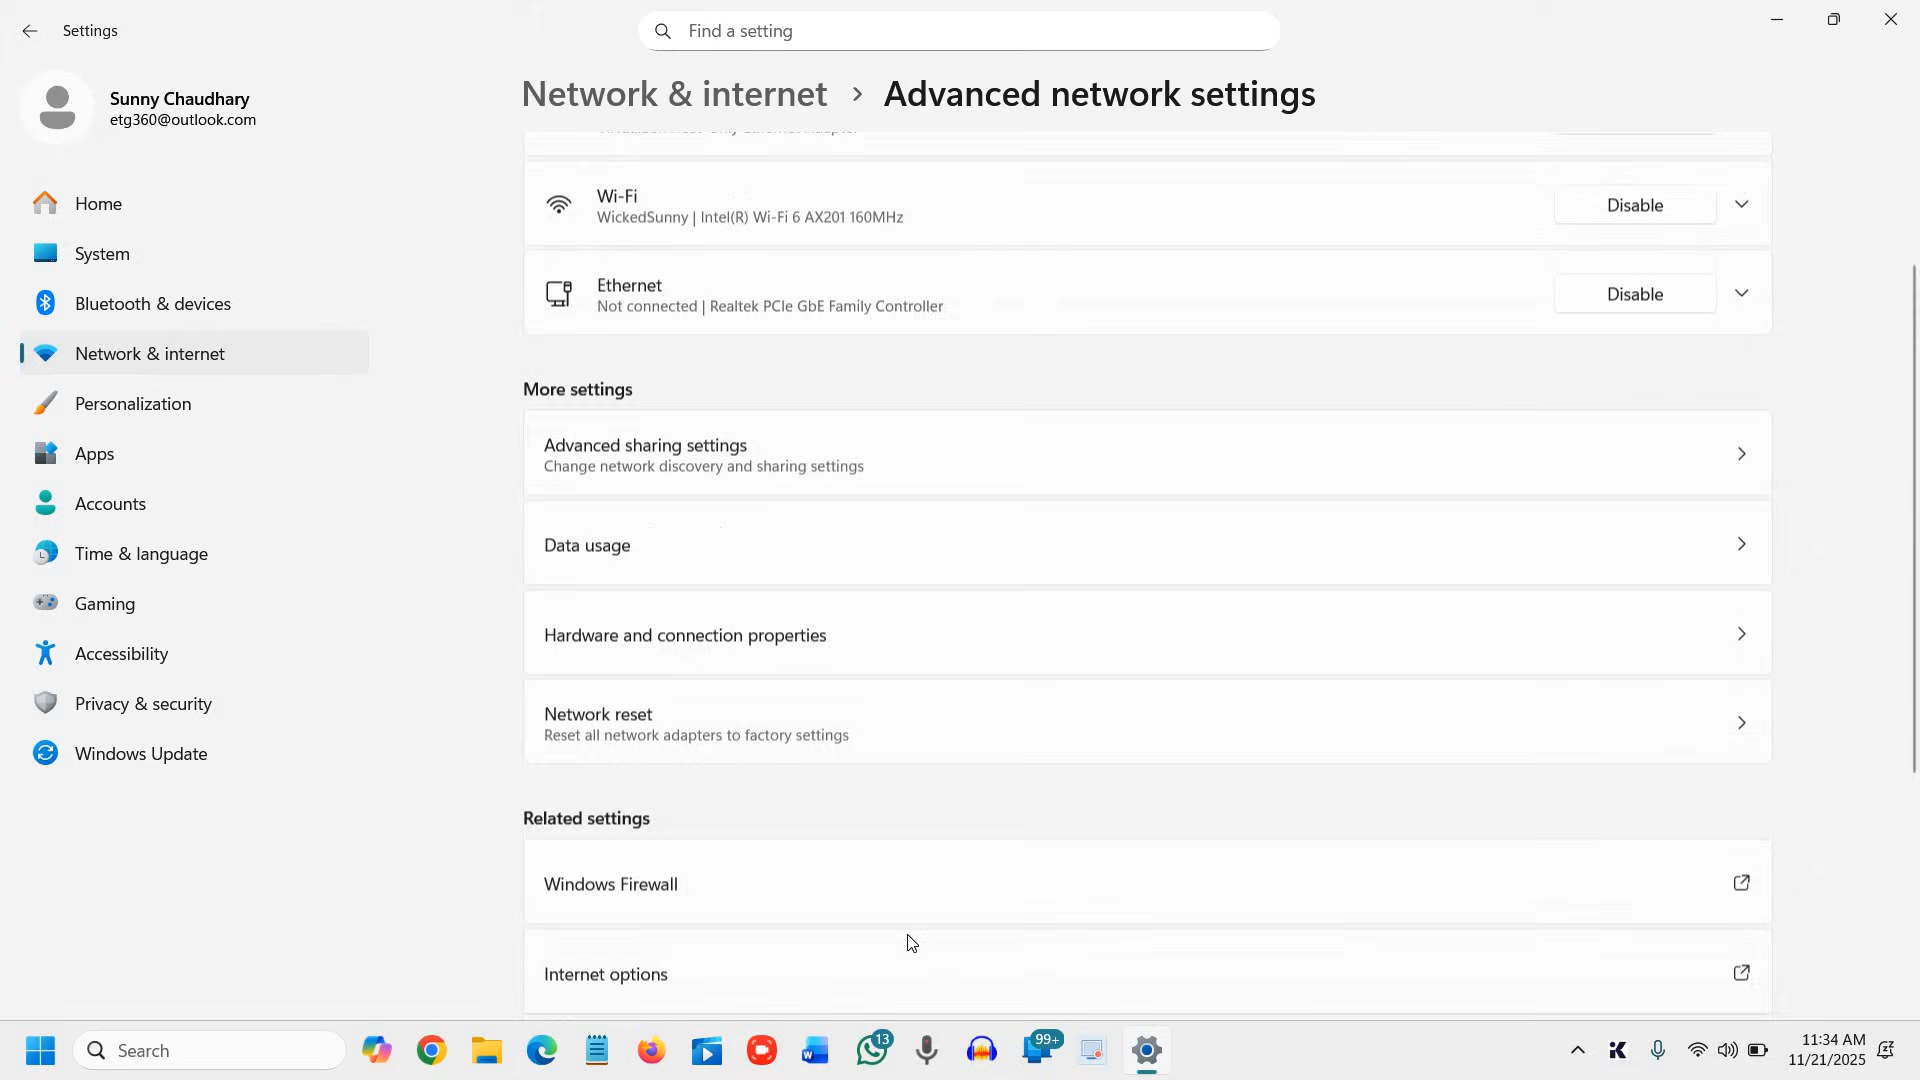 Settings
Find a setting
Sunny Chaudhary
etg360@outlook.com
Home
System
Bluetooth & devices
Network & internet
Personalization
Apps
Accounts
Time & language
Gaming
Accessibility
Privacy & security
Windows Update
Network & internet > Advanced network settings
Wi-Fi
WickedSunny | Intel(R) Wi-Fi 6 AX201 160MHz
Disable
Ethernet
Not connected | Realtek PCIe GbE Family Controller
Disable
More settings
Advanced sharing settings
Change network discovery and sharing settings
Data usage
Hardware and connection properties
Network reset
Reset all network adapters to factory settings
Related settings
Windows Firewall
Internet options
Search
13
99+
11:34 AM
11/21/2025